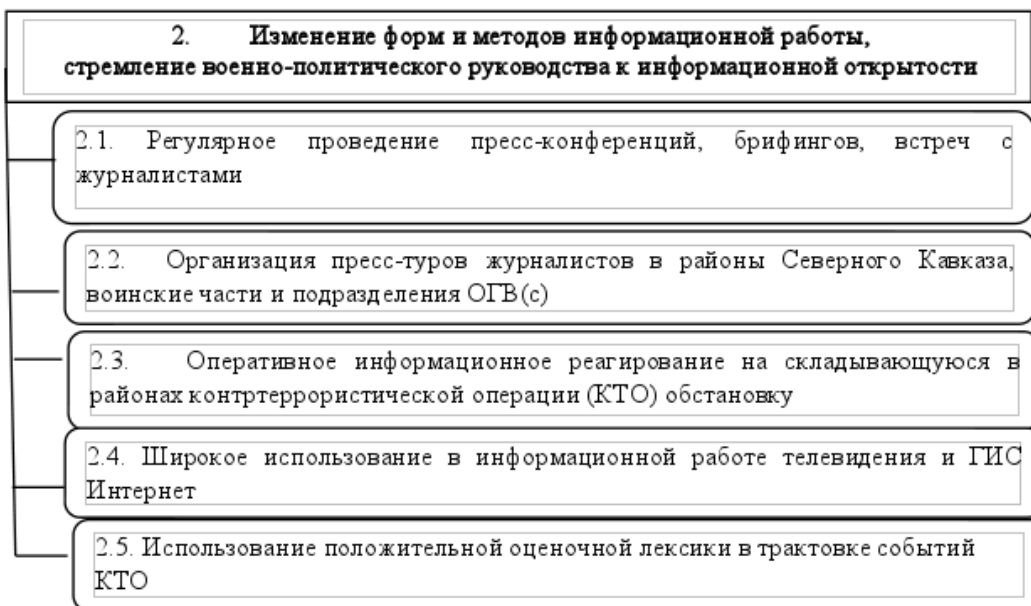 2. Изменение форм и методов информационной работы,
стремление военно-политического руководства к информационной открытости
2.1. Регулярное проведение пресс-конференций, брифингов, встреч с
журналистами
2.2. Организация пресс-туров журналистов в районы Северного Кавказа,
воинские части и подразделения ОГВ(с)
2.3. Оперативное информационное реагирование на складывающуюся в
районах контртеррористической операции (КТО) обстановку
2.4. Широкое использование в информационной работе телевидения и ГИС
Интернет
2.5. Использование положительной оценочной лексики в трактовке событий
КТО